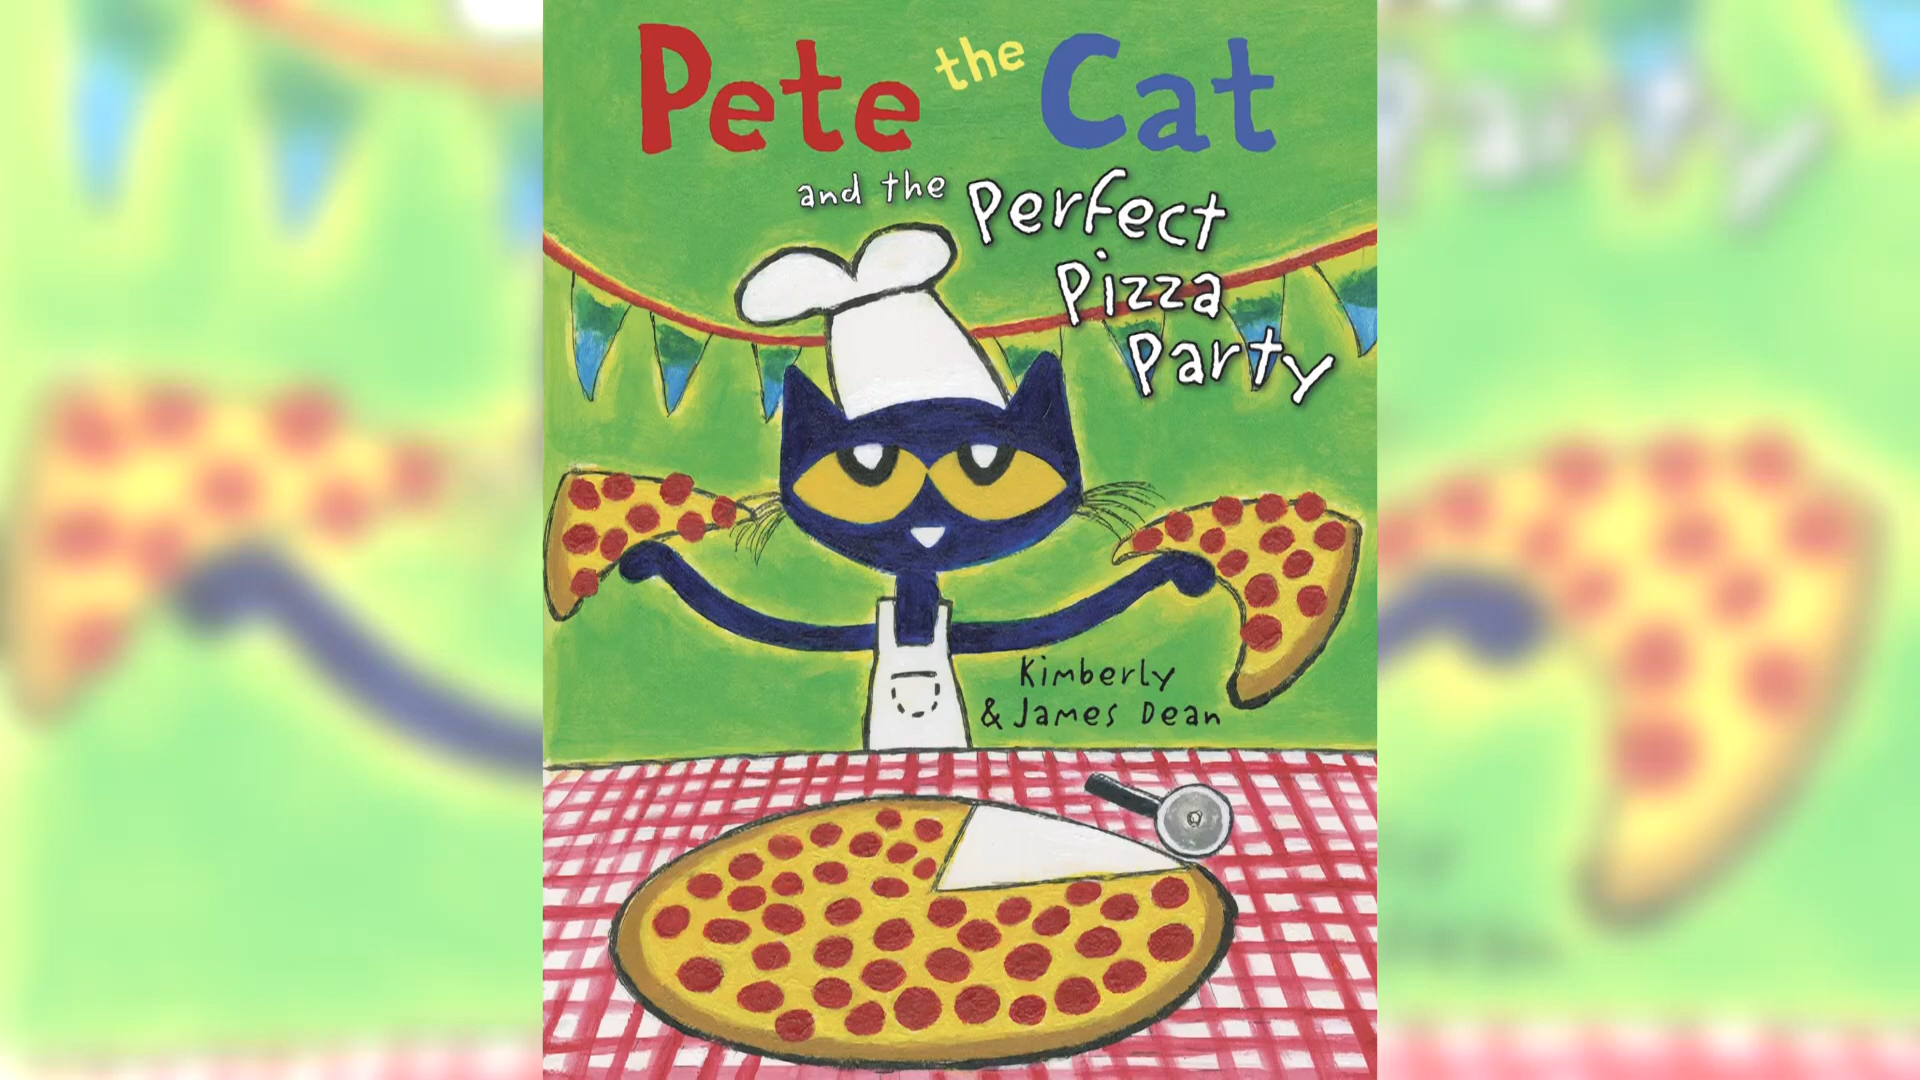 Pete the Cat
and the Perfect
Pizza
Party
Kimberly
& James Dean